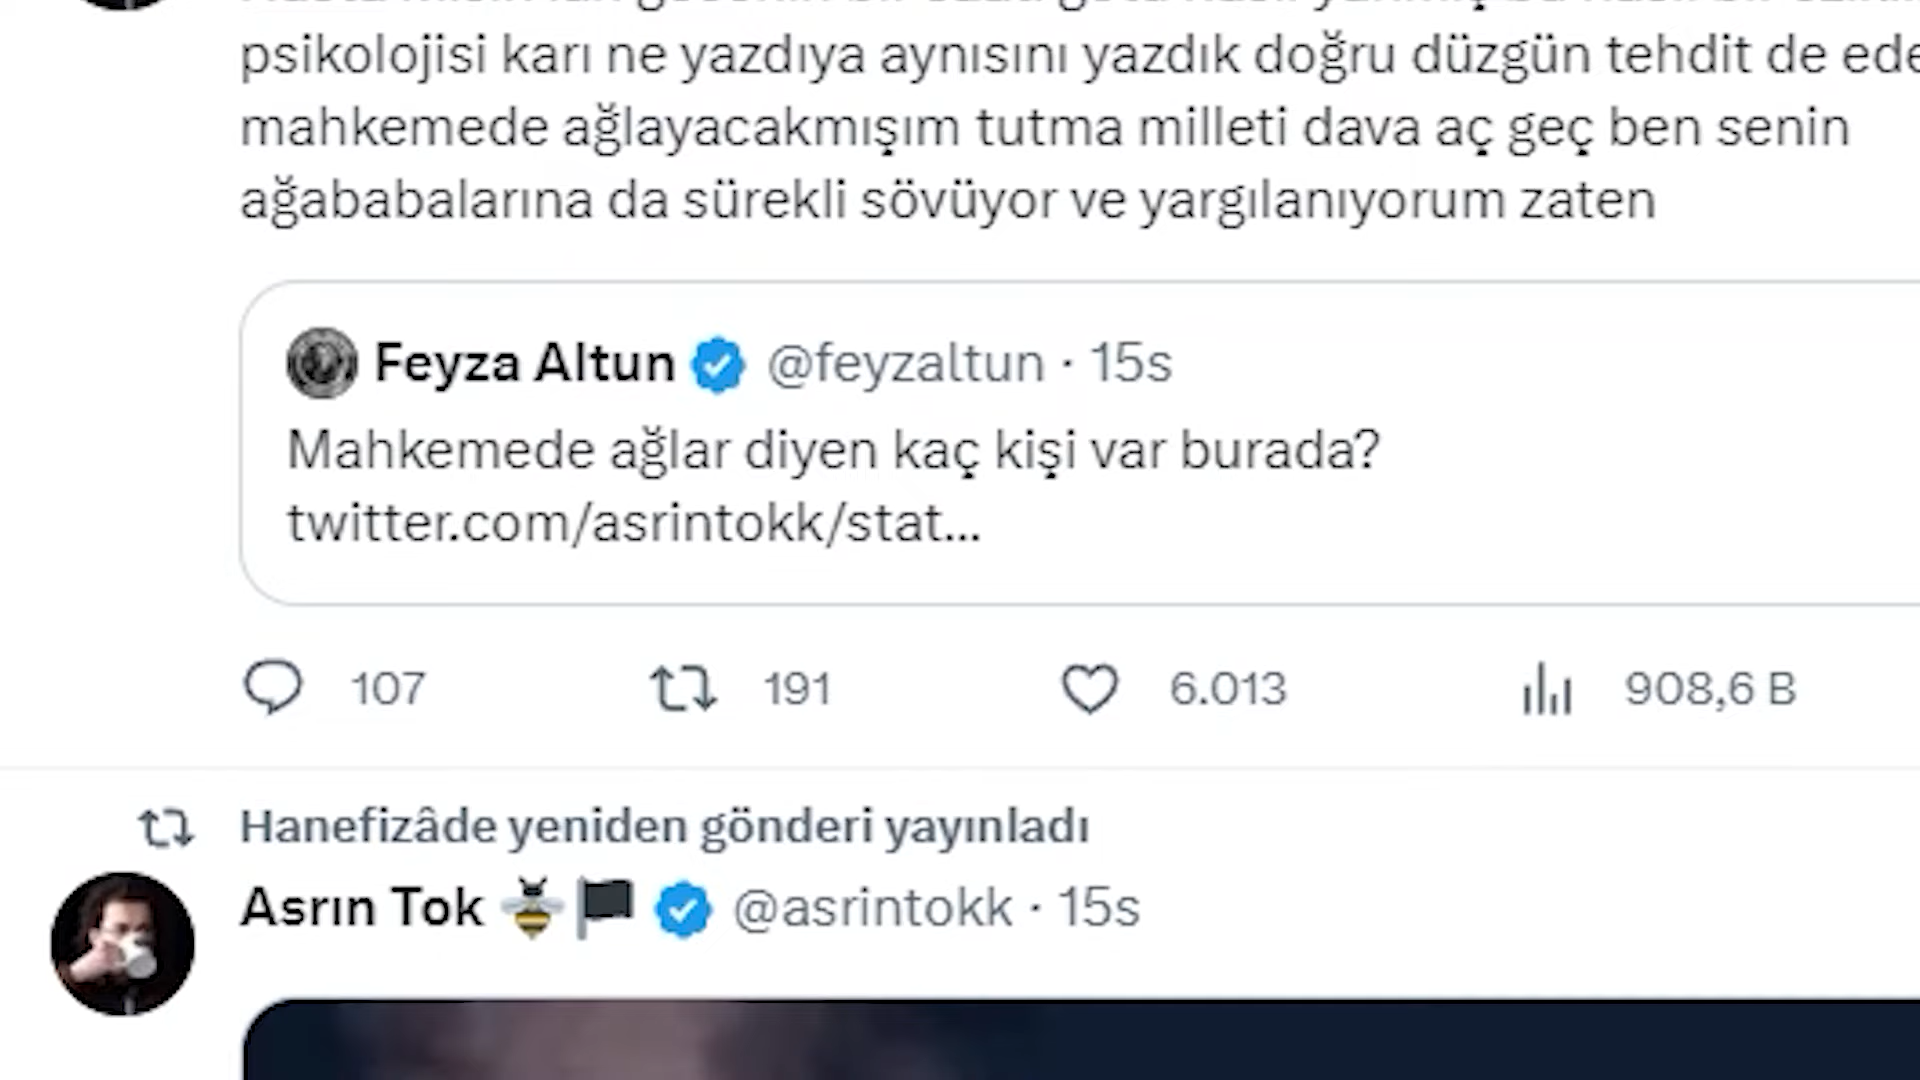 psikolojisi karı ne yazdıya aynısını yazdık doğru düzgün tehdit de
mahkemede ağlayacakmışım tutma milleti dava aç geç ben senin
ağababalarına da sürekli sövüyor ve yargılanıyorum zaten
Feyza Altun @feyzaltun · 15s
Mahkemede ağlar diyen kaç kişi var burada?
twitter.com/asrintokk/stat...
107 191 6.013 908,6 B
Hanefizâde yeniden gönderi yayınladı
Asrın Tok @asrintokk · 15s